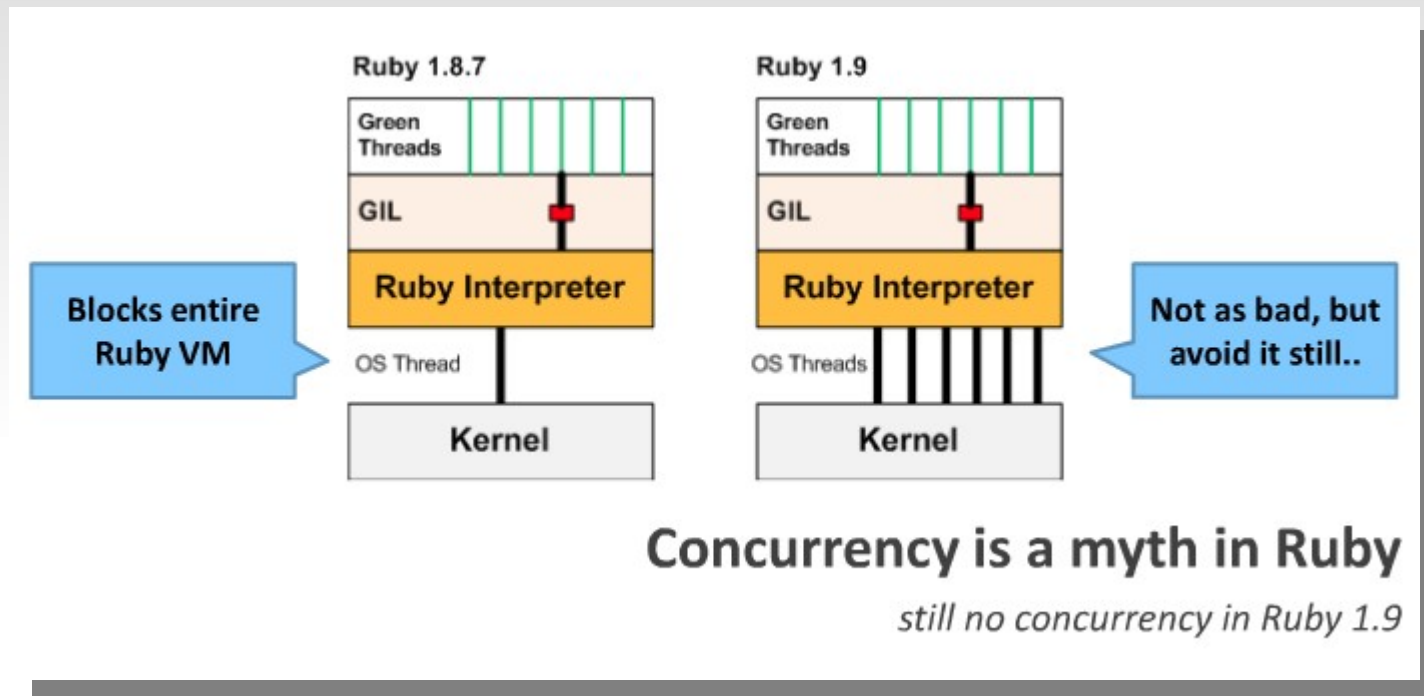 Ruby 1.8.7
Green
Threads
GIL
Ruby Interpreter
OS Thread
Kernel
Blocks entire
Ruby VM
Ruby 1.9
Green
Threads
GIL
Ruby Interpreter
OS Threads
Kernel
Not as bad, but
avoid it still..
Concurrency is a myth in Ruby
still no concurrency in Ruby 1.9